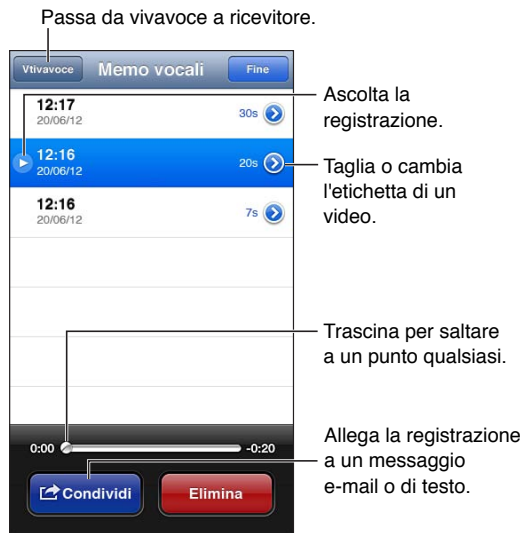 Passa da vivavoce a ricevitore.
Vtivavoce Memo vocali Fine
12:17
20/06/12
30s
Ascolta la
registrazione.
12:16
20/06/12
20s
Taglia o cambia
l'etichetta di un
video.
12:16
20/06/12
7s
Trascina per saltare
a un punto qualsiasi.
0:00 -0:20
Allega la registrazione
a un messaggio
e-mail o di testo.
Condividi Elimina